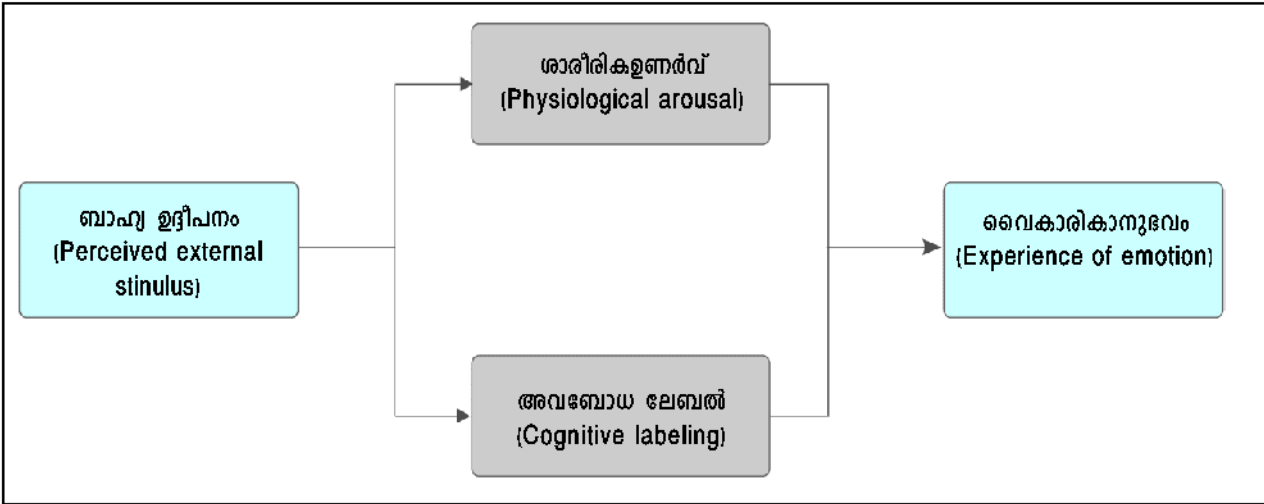 ശാരീരികഉണർവ്
(Physiological arousal)
ബാഹ്യ ഉദ്ദീപനം
(Perceived external
stinulus)
വൈകാരികാനുഭവം
(Experience of emotion)
അവബോധ ലേബൽ
(Cognitive labeling)